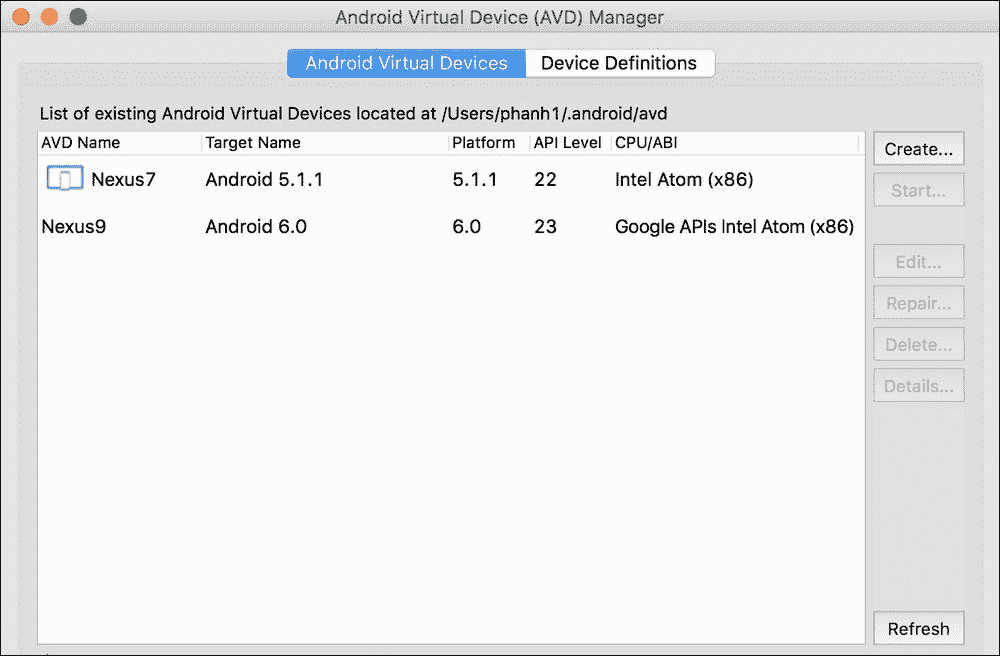 Android Virtual Device (AVD) Manager
Android Virtual Devices Device Definitions
List of existing Android Virtual Devices located at /Users/phanh1/.android/avd
AVD Name Target Name Platform API Level CPU/ABI
Nexus7 Android 5.1.1 5.1.1 22 Intel Atom (x86)
Nexus9 Android 6.0 6.0 23 Google APIs Intel Atom (x86)
Create...
Start...
Edit...
Repair...
Delete...
Details...
Refresh